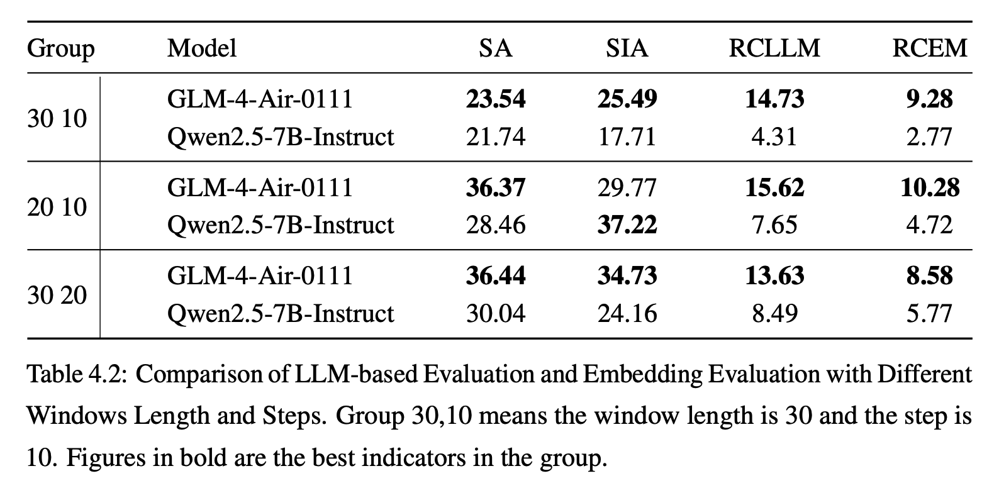 Group Model SA SIA RCLLM RCEM
GLM-4-Air-0111 23.54 25.49 14.73 9.28
30 10
Qwen2.5-7B-Instruct 21.74 17.71 4.31 2.77
GLM-4-Air-0111 36.37 29.77 15.62 10.28
20 10
Qwen2.5-7B-Instruct 28.46 37.22 7.65 4.72
GLM-4-Air-0111 36.44 34.73 13.63 8.58
30 20
Qwen2.5-7B-Instruct 30.04 24.16 8.49 5.77
Table 4.2: Comparison of LLM-based Evaluation and Embedding Evaluation with Different
Windows Length and Steps. Group 30,10 means the window length is 30 and the step is
10. Figures in bold are the best indicators in the group.